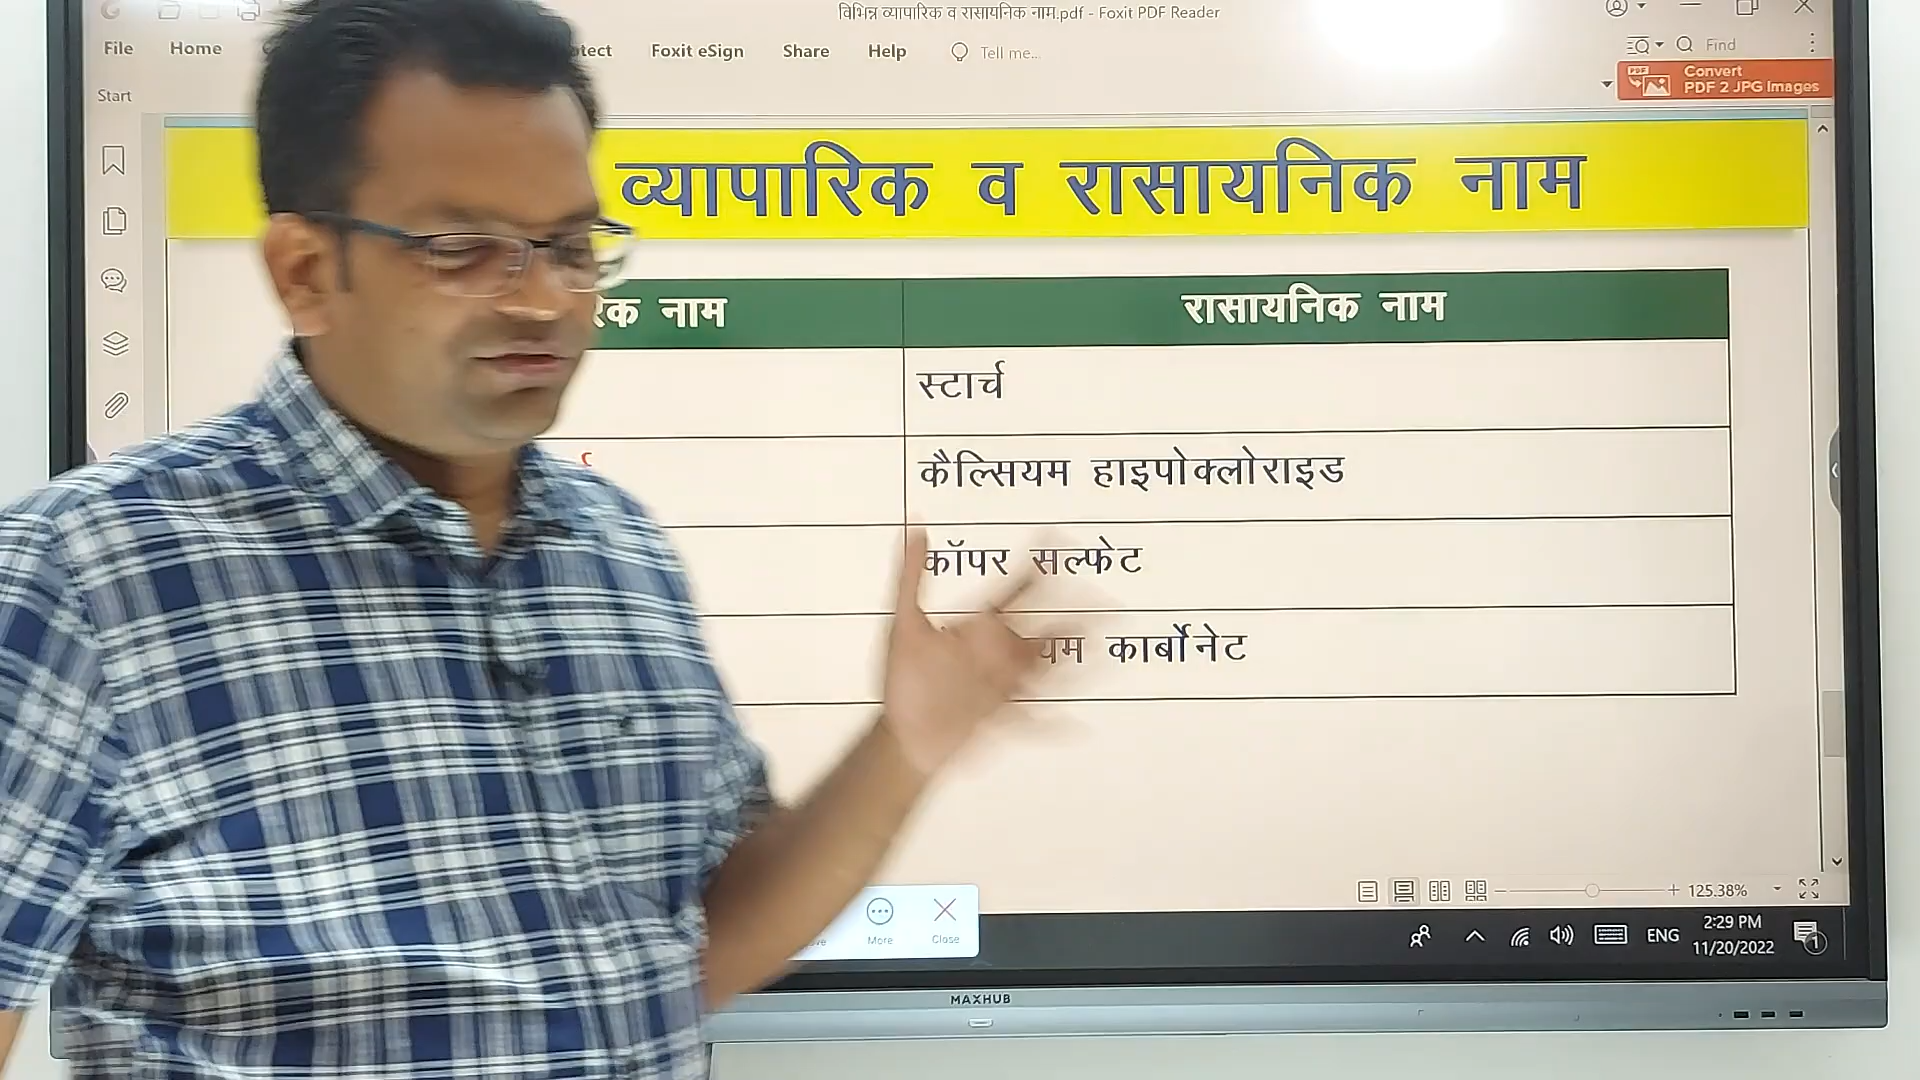 विभिन्न व्यापारिक व रासायनिक नाम.pdf - Foxit PDF Reader
File Home Foxit eSign Share Help Tell me... Find
Convert
PDF 2 JPG Images
Start
व्यापारिक व रासायनिक नाम
नाम रासायनिक नाम
स्टार्च
कैल्सियम हाइपोक्लोराइड
कॉपर सल्फेट
कार्बोनेट
125.38%
More Close
ENG 2:29 PM
11/20/2022
1
MAXHUB